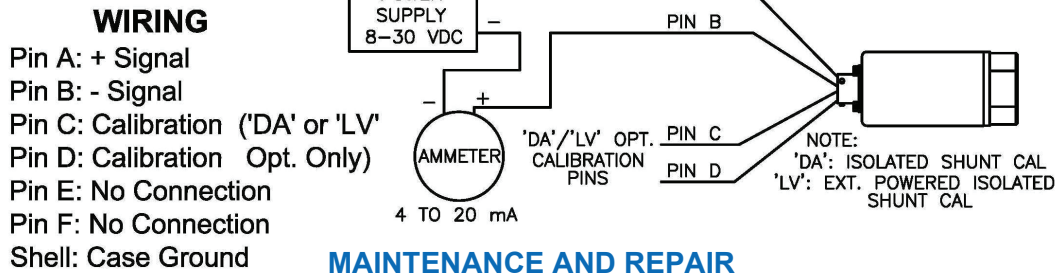 WIRING
Pin A: + Signal
Pin B: - Signal
Pin C: Calibration ('DA' or 'LV'
Pin D: Calibration Opt. Only)
Pin E: No Connection
Pin F: No Connection
Shell: Case Ground
SUPPLY
8–30 VDC
–
– +
AMMETER
4 TO 20 mA
PIN B
'DA'/'LV' OPT.
CALIBRATION
PINS
PIN C
PIN D
NOTE:
'DA': ISOLATED SHUNT CAL
'LV': EXT. POWERED ISOLATED
SHUNT CAL
MAINTENANCE AND REPAIR